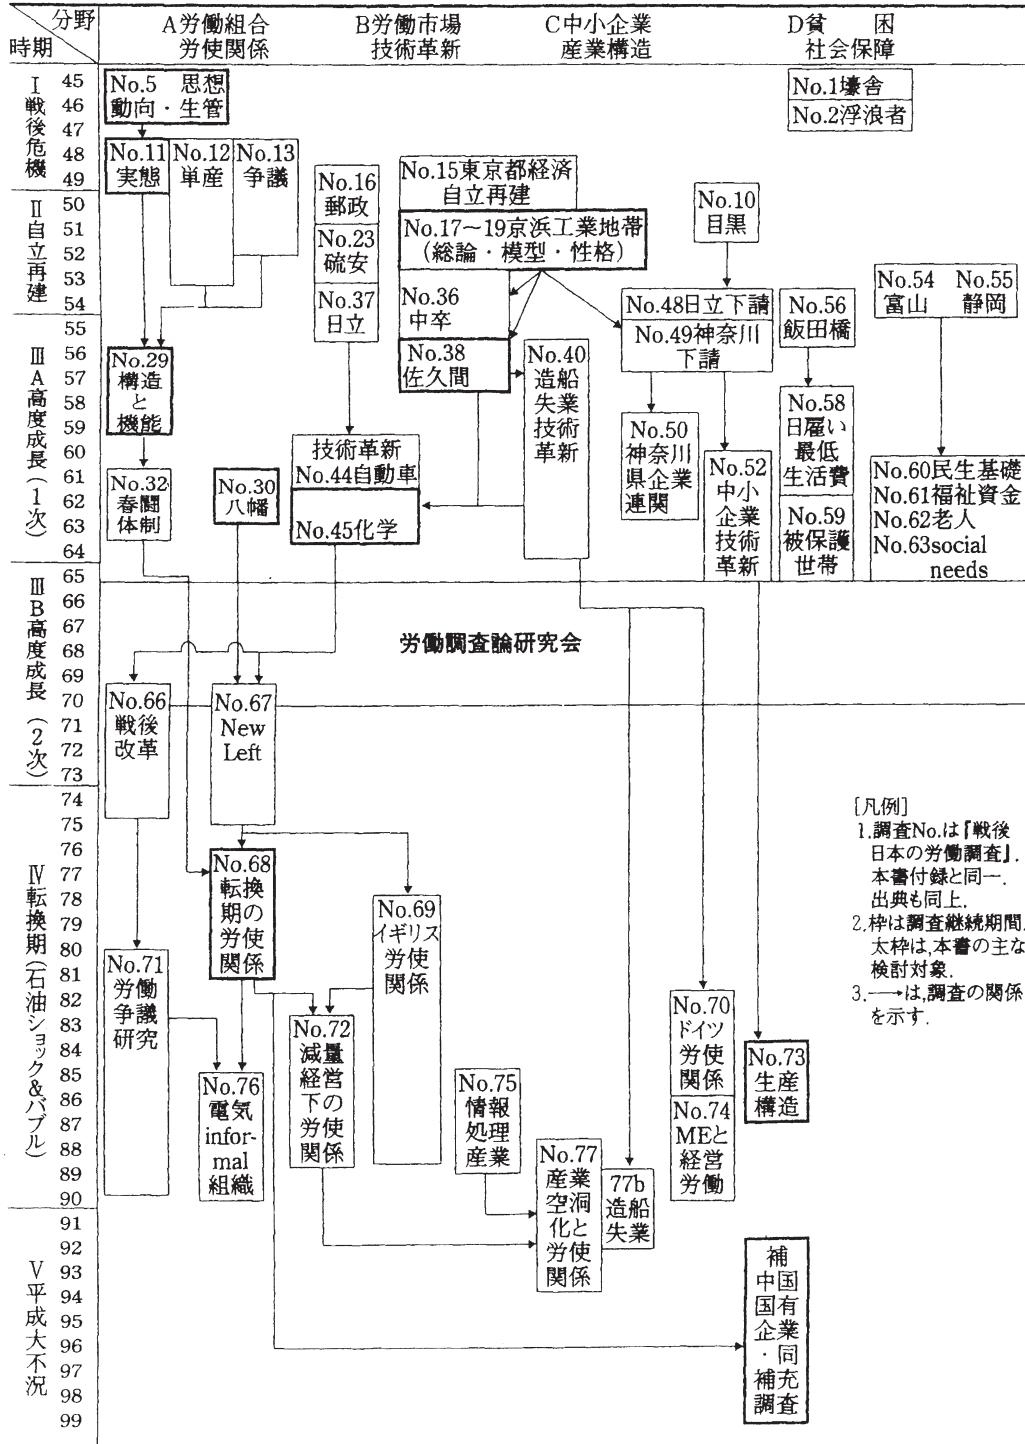 分野
時期
A労働組合
労使関係
B労働市場
技術革新
C中小企業
産業構造
D貧 困
社会保障
Ⅰ戦後危機
45
46
47
48
49
Ⅱ自立再建
50
51
52
53
54
ⅢA高度成長(1次)
55
56
57
58
59
60
61
62
63
64
ⅢB高度成長(2次)
65
66
67
68
69
70
71
72
73
Ⅳ転換期(石油ショック&バブル)
74
75
76
77
78
79
80
81
82
83
84
85
86
87
88
89
90
Ⅴ平成大不況
91
92
93
94
95
96
97
98
99
No.5 思想
動向・生管
No.11
実態
No.12
単産
No.13
争議
No.16
郵政
No.23
硫安
No.37
日立
No.15東京都経済
自立再建
No.17〜19京浜工業地帯
(総論・模型・性格)
No.36
中卒
No.38
佐久間
No.1壕舎
No.2浮浪者
No.10
目黒
No.48日立下請
No.49神奈川
下請
No.56
飯田橋
No.54
富山
No.55
静岡
No.29
構造
と
機能
No.40
造船
失業
技術
革新
No.58
日雇い
最低
生活費
No.50
神奈川
県企業
連関
No.52
中小
企業
技術
革新
No.59
被保護
世帯
No.60民生基礎
No.61福祉資金
No.62老人
No.63social
needs
No.32
春闘
体制
No.30
八幡
技術革新
No.44自動車
No.45化学
労働調査論研究会
No.66
戦後
改革
No.67
New
Left
No.68
転換
期の
労使
関係
No.69
イギリス
労使
関係
No.71
労働
争議
研究
No.72
減量
経営
下の
労使
関係
No.76
電気
infor-
mal
組織
No.75
情報
処理
産業
No.70
ドイツ
労使
関係
No.74
MEと
経営
労働
No.73
生産
構造
No.77
産業
空洞
化と
労使
関係
77b
造船
失業
補
中国
国有
企業
・同
補充
調査
[凡例]
1.調査No.は『戦後
日本の労働調査』.
本書付録と同一.
出典も同上.
2.枠は調査継続期間.
太枠は,本書の主な
検討対象.
3.→は,調査の関係
を示す.